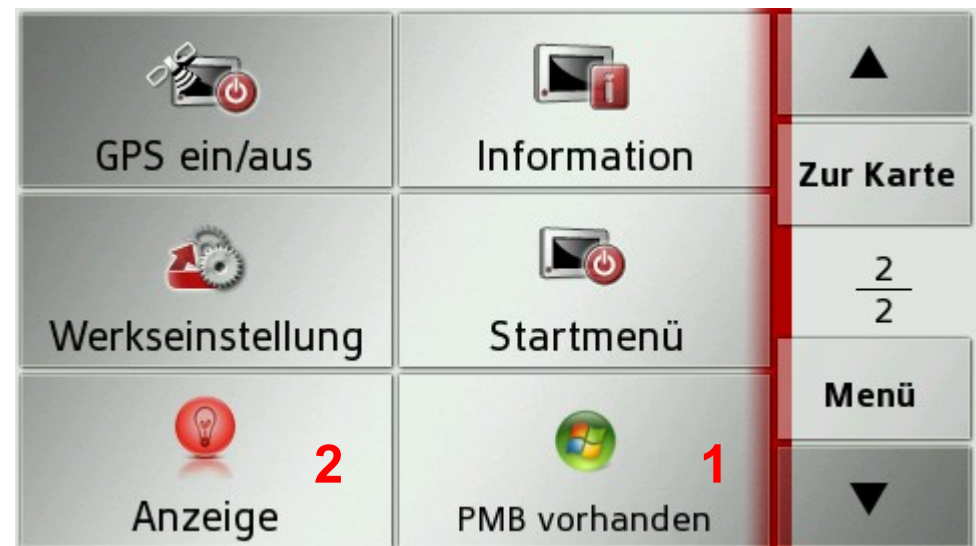 GPS ein/aus
Information
Zur Karte
Werkseinstellung
Startmenü
2
2
Menü
2
1
Anzeige
PMB vorhanden